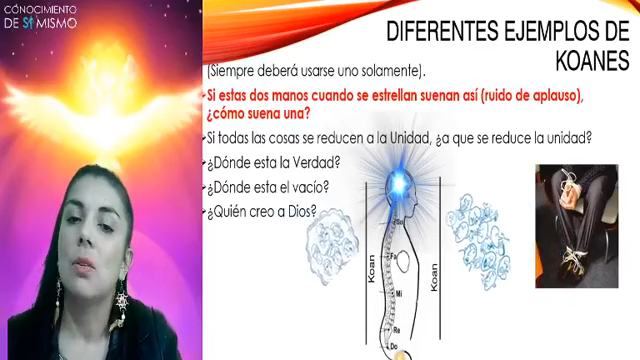 CÓNOCIMIENTO
DE SÍ MISMO
DIFERENTES EJEMPLOS DE
KOANES
(Siempre deberá usarse uno solamente).
Si estas dos manos cuando se estrellan suenan así (ruido de aplauso),
¿cómo suena una?
Si todas las cosas se reducen a la Unidad, ¿a que se reduce la unidad?
¿Dónde esta la Verdad?
¿Dónde esta el vacío?
¿Quién creo a Dios?
Sol
Fa
Mi
Re
Do
Koan
Koan